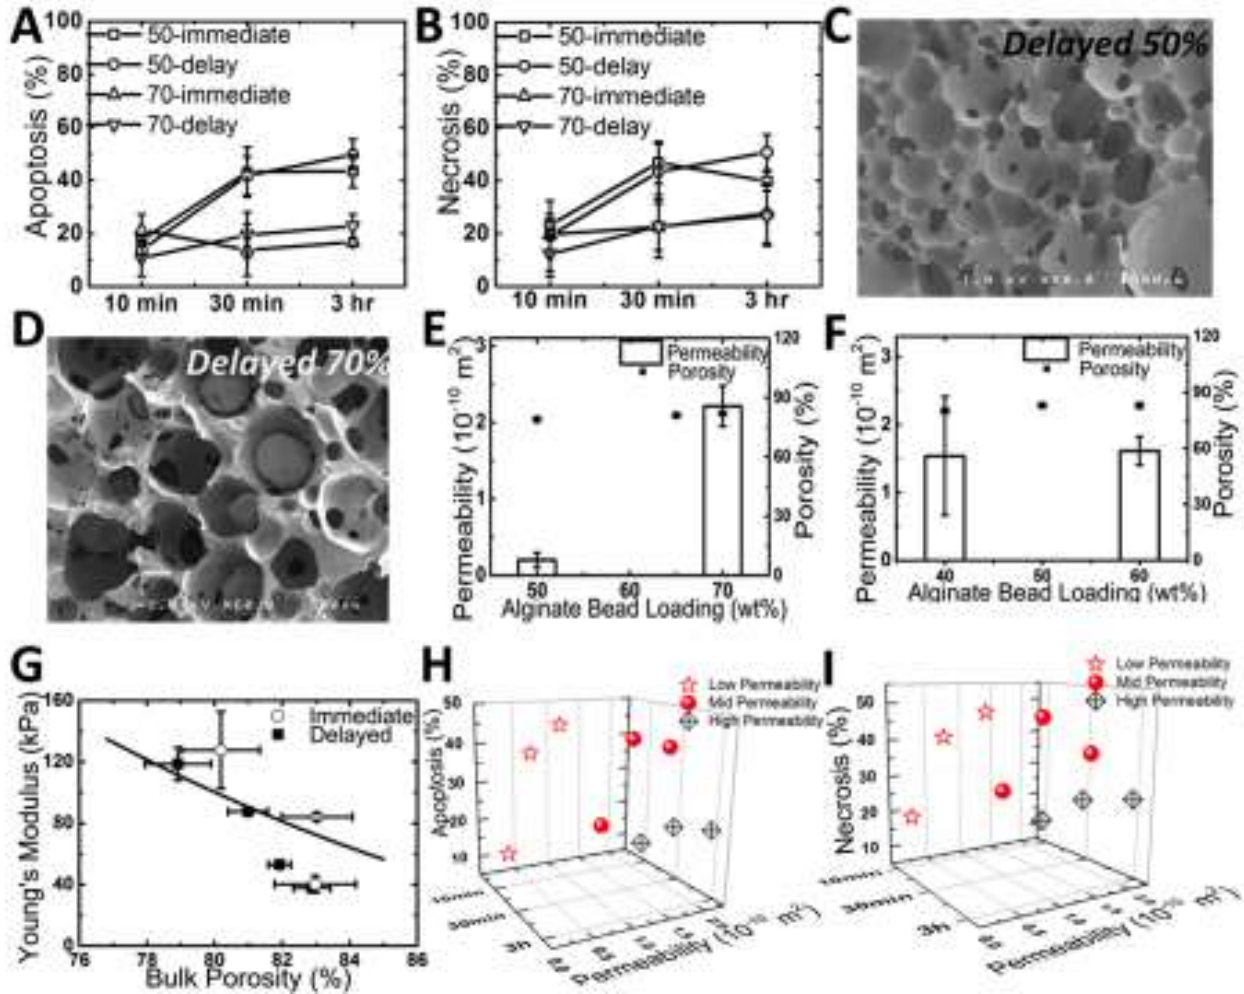 A
Apoptosis (%)
100
80
60
40
20
0
50-immediate
50-delay
70-immediate
70-delay
10 min 30 min 3 hr
B
Necrosis (%)
100
80
60
40
20
0
50-immediate
50-delay
70-immediate
70-delay
10 min 30 min 3 hr
C
Delayed 50%
D
Delayed 70%
E
Permeability (10⁻¹⁰ m²)
3
2
1
0
Permeability
Porosity
120
90
60
30
0
Porosity (%)
50 60 70
Alginate Bead Loading (wt%)
F
Permeability (10⁻¹⁰ m²)
3
2
1
0
Permeability
Porosity
120
90
60
30
0
Porosity (%)
40 50 60
Alginate Bead Loading (wt%)
G
Young's Modulus (kPa)
160
120
80
40
0
Immediate
Delayed
76 78 80 82 84 86
Bulk Porosity (%)
H
Low Permeability
Mid Permeability
High Permeability
Apoptosis (%)
50
40
30
20
10
10min
30min
3h
Permeability (10⁻¹⁰ m²)
I
Low Permeability
Mid Permeability
High Permeability
Necrosis (%)
50
40
30
20
10
10min
30min
3h
Permeability (10⁻¹⁰ m²)